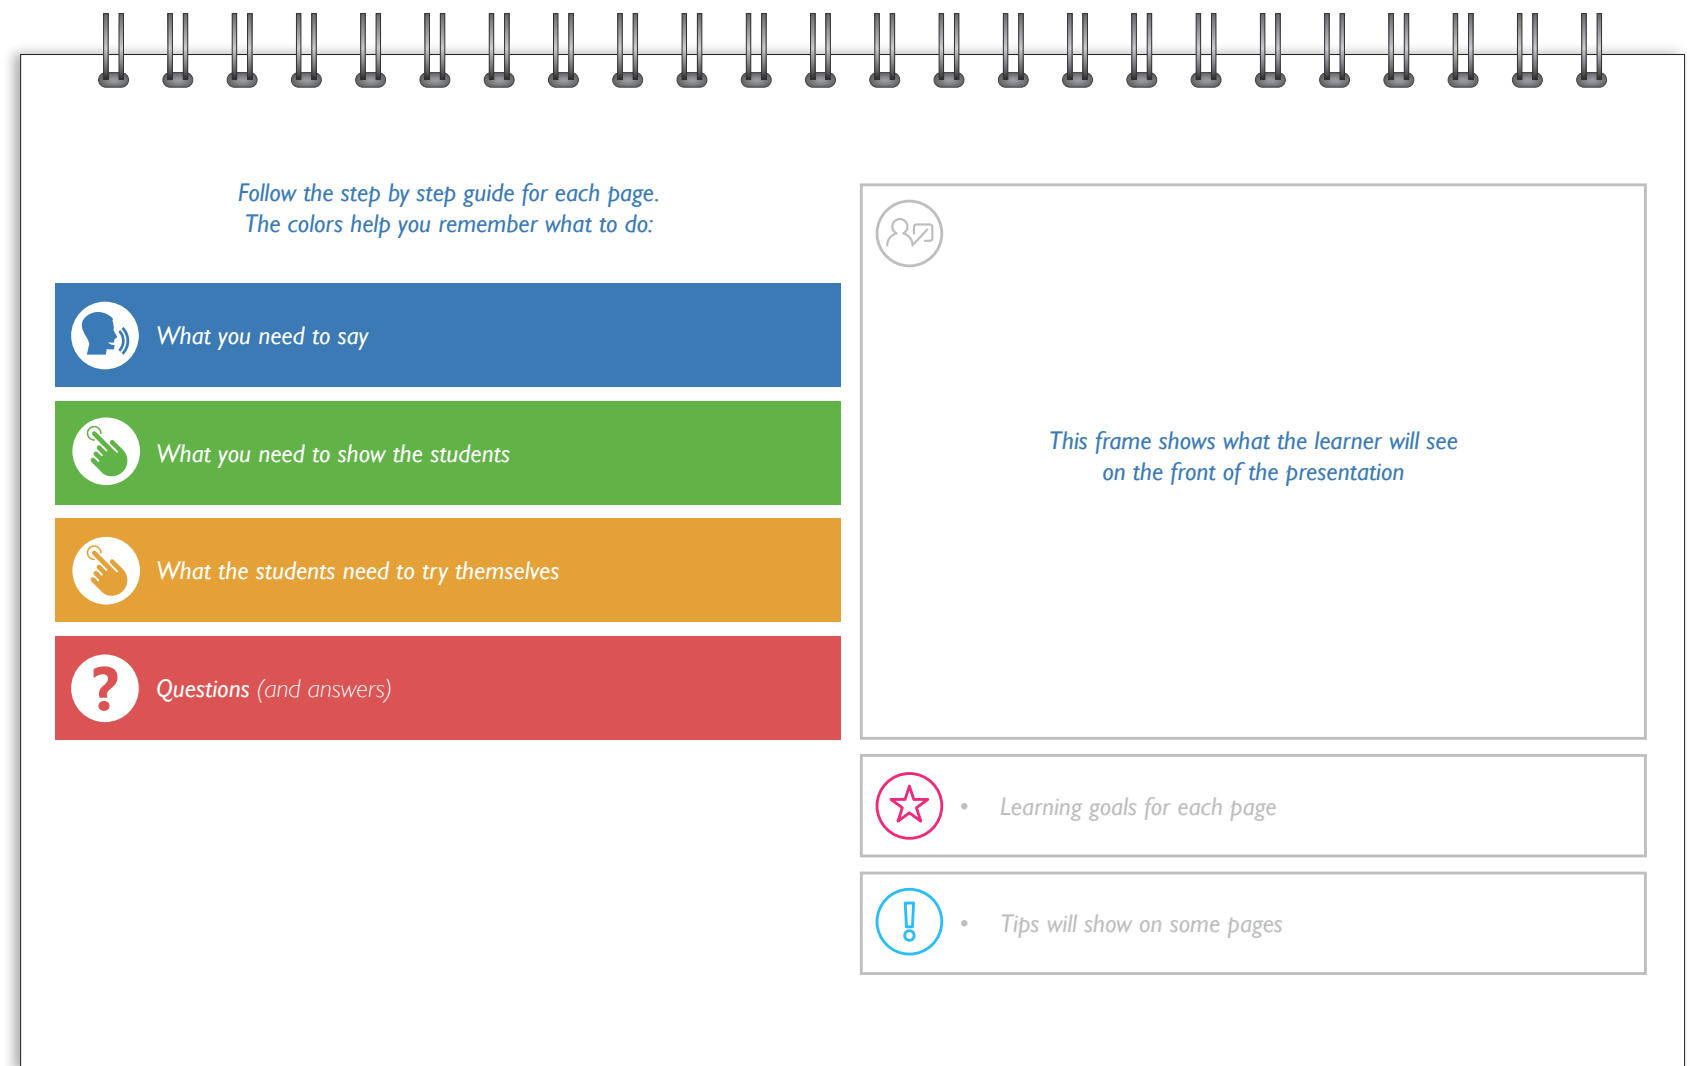 Follow the step by step guide for each page.
The colors help you remember what to do:
What you need to say
What you need to show the students
What the students need to try themselves
Questions (and answers)
This frame shows what the learner will see
on the front of the presentation
• Learning goals for each page
• Tips will show on some pages